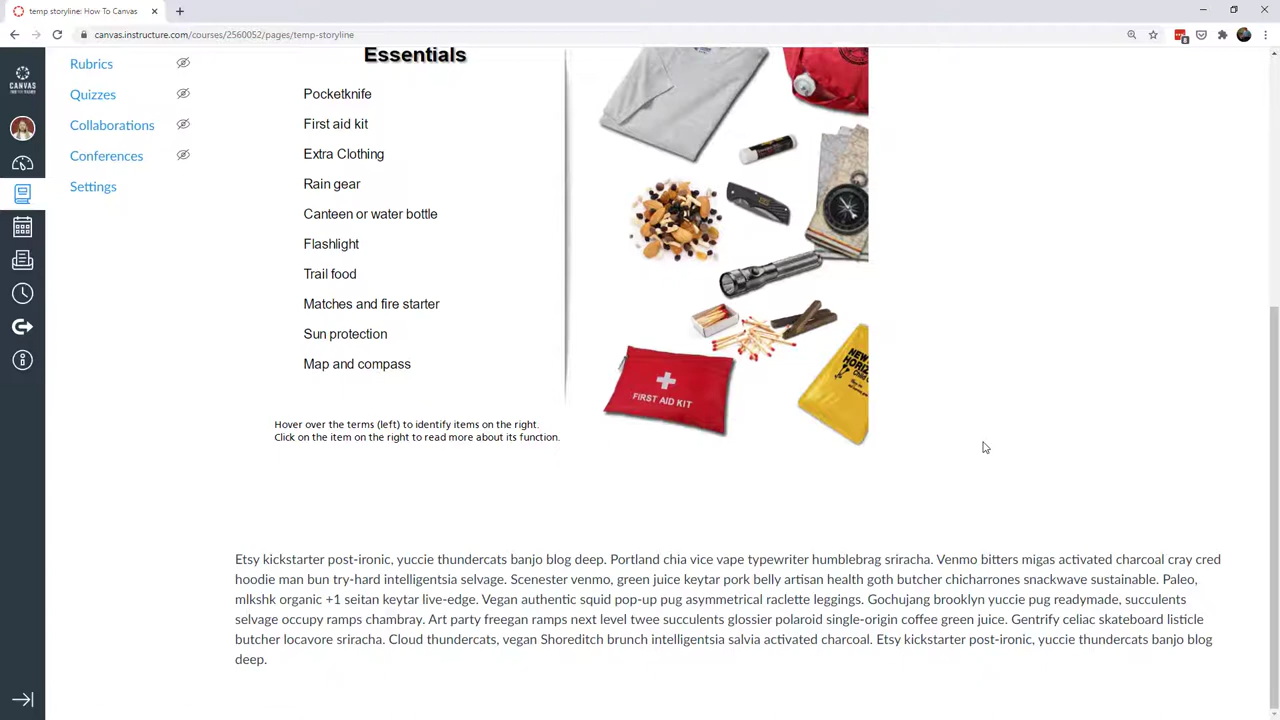 temp storyline: How To Canvas
canvas.instructure.com/courses/2560052/pages/temp-storyline
CANVAS
Rubrics
Quizzes
Collaborations
Conferences
Settings
Essentials
Pocketknife
First aid kit
Extra Clothing
Rain gear
Canteen or water bottle
Flashlight
Trail food
Matches and fire starter
Sun protection
Map and compass
Hover over the terms (left) to identify items on the right.
Click on the item on the right to read more about its function.
FIRST AID KIT
NEW
HORIZ
Etsy kickstarter post-ironic, yuccie thundercats banjo blog deep. Portland chia vice vape typewriter humblebrag sriracha. Venmo bitters migas activated charcoal cray cred
hoodie man bun try-hard intelligentsia selvage. Scenester venmo, green juice keytar pork belly artisan health goth butcher chicharrones snackwave sustainable. Paleo,
mlkshk organic +1 seitan keytar live-edge. Vegan authentic squid pop-up pug asymmetrical raclette leggings. Gochujang brooklyn yuccie pug readymade, succulents
selvage occupy ramps chambray. Art party freegan ramps next level twee succulents glossier polaroid single-origin coffee green juice. Gentrify celiac skateboard listicle
butcher locavore sriracha. Cloud thundercats, vegan Shoreditch brunch intelligentsia salvia activated charcoal. Etsy kickstarter post-ironic, yuccie thundercats banjo blog
deep.